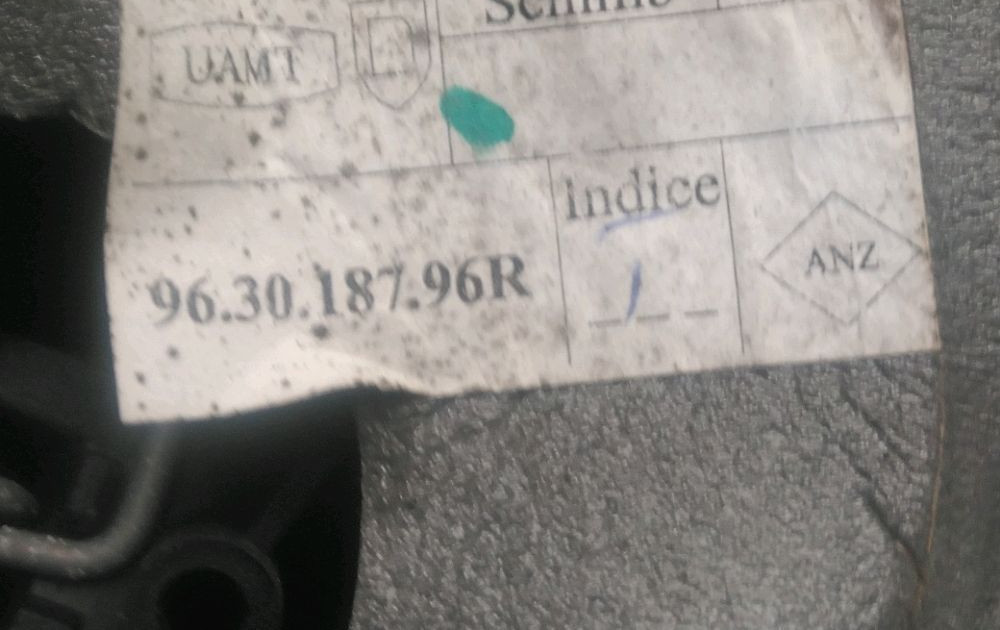 UAMT
Indice
96.30.187.96R
ANZ